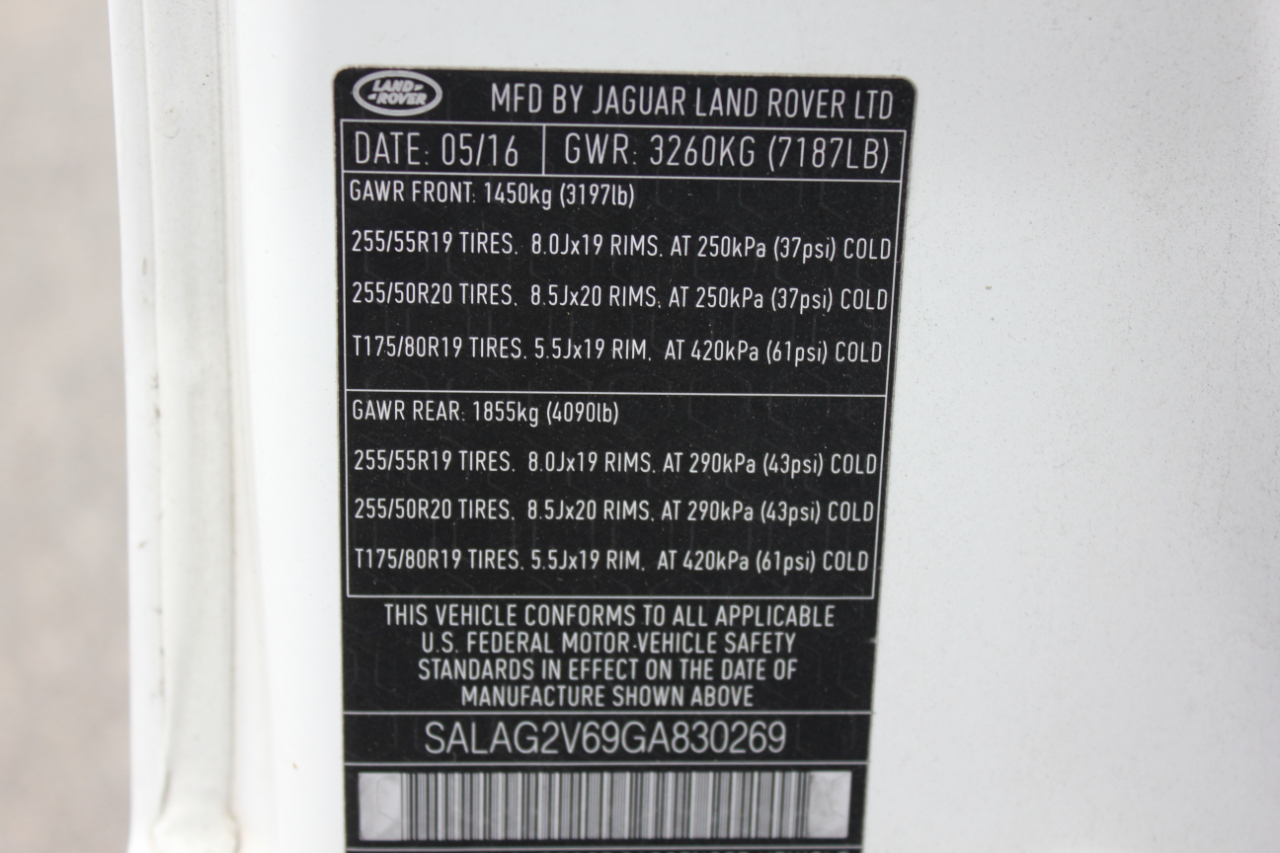 LAND ROVER
MFD BY JAGUAR LAND ROVER LTD
DATE: 05/16 GWR: 3260KG (7187LB)
GAWR FRONT: 1450kg (3197lb)
255/55R19 TIRES. 8.0Jx19 RIMS. AT 250kPa (37psi) COLD
255/50R20 TIRES. 8.5Jx20 RIMS. AT 250kPa (37psi) COLD
T175/80R19 TIRES. 5.5Jx19 RIM. AT 420kPa (61psi) COLD
GAWR REAR: 1855kg (4090lb)
255/55R19 TIRES. 8.0Jx19 RIMS. AT 290kPa (43psi) COLD
255/50R20 TIRES. 8.5Jx20 RIMS. AT 290kPa (43psi) COLD
T175/80R19 TIRES. 5.5Jx19 RIM. AT 420kPa (61psi) COLD
THIS VEHICLE CONFORMS TO ALL APPLICABLE
U.S. FEDERAL MOTOR-VEHICLE SAFETY
STANDARDS IN EFFECT ON THE DATE OF
MANUFACTURE SHOWN ABOVE
SALAG2V69GA830269